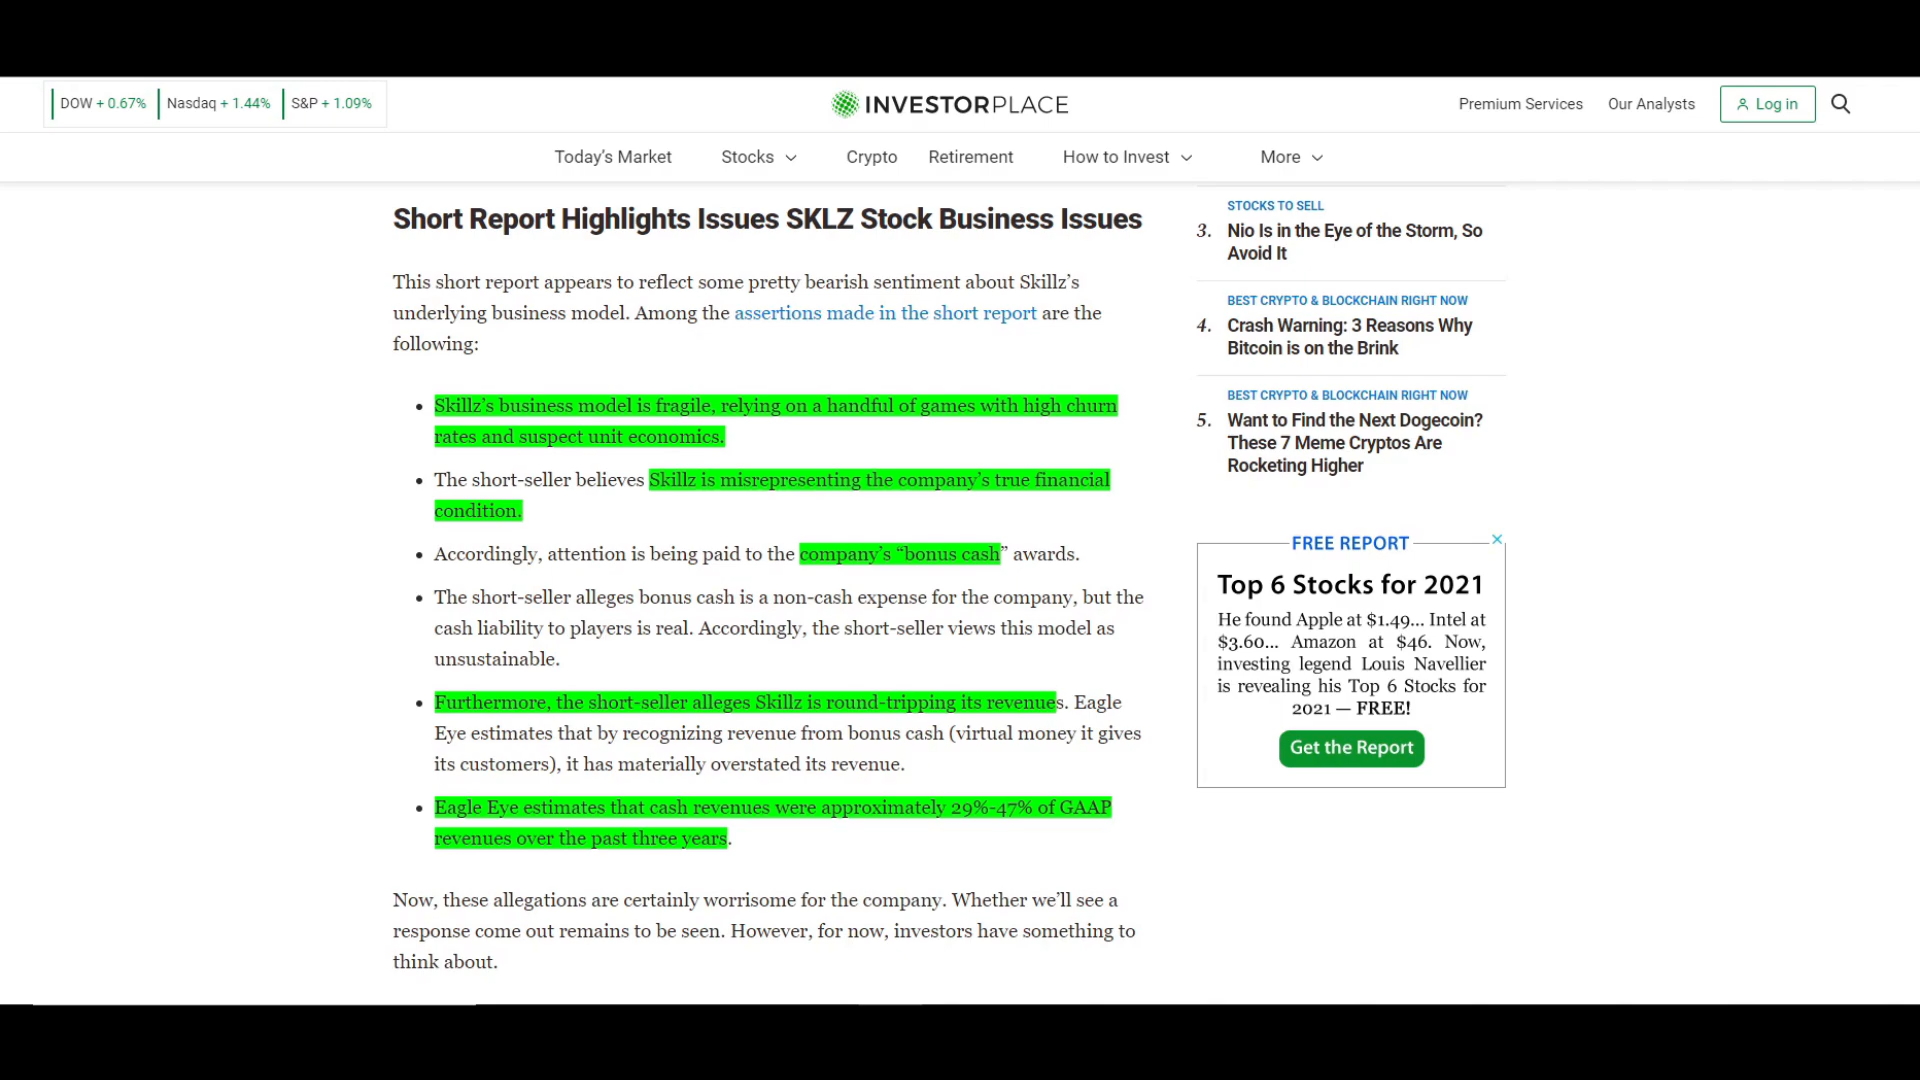 DOW + 0.67%
Nasdaq + 1.44%
S&P + 1.09%
INVESTORPLACE
Premium Services
Our Analysts
Log in
Today’s Market
Stocks
Crypto
Retirement
How to Invest
More
Short Report Highlights Issues SKLZ Stock Business Issues
This short report appears to reflect some pretty bearish sentiment about Skillz’s
underlying business model. Among the assertions made in the short report are the
following:
• Skillz’s business model is fragile, relying on a handful of games with high churn
rates and suspect unit economics.
• The short-seller believes Skillz is misrepresenting the company’s true financial
condition.
• Accordingly, attention is being paid to the company’s “bonus cash” awards.
• The short-seller alleges bonus cash is a non-cash expense for the company, but the
cash liability to players is real. Accordingly, the short-seller views this model as
unsustainable.
• Furthermore, the short-seller alleges Skillz is round-tripping its revenues. Eagle
Eye estimates that by recognizing revenue from bonus cash (virtual money it gives
its customers), it has materially overstated its revenue.
• Eagle Eye estimates that cash revenues were approximately 29%-47% of GAAP
revenues over the past three years.
Now, these allegations are certainly worrisome for the company. Whether we’ll see a
response come out remains to be seen. However, for now, investors have something to
think about.
STOCKS TO SELL
3. Nio Is in the Eye of the Storm, So
Avoid It
BEST CRYPTO & BLOCKCHAIN RIGHT NOW
4. Crash Warning: 3 Reasons Why
Bitcoin is on the Brink
BEST CRYPTO & BLOCKCHAIN RIGHT NOW
5. Want to Find the Next Dogecoin?
These 7 Meme Cryptos Are
Rocketing Higher
FREE REPORT
Top 6 Stocks for 2021
He found Apple at $1.49... Intel at
$3.60... Amazon at $46. Now,
investing legend Louis Navellier
is revealing his Top 6 Stocks for
2021 — FREE!
Get the Report